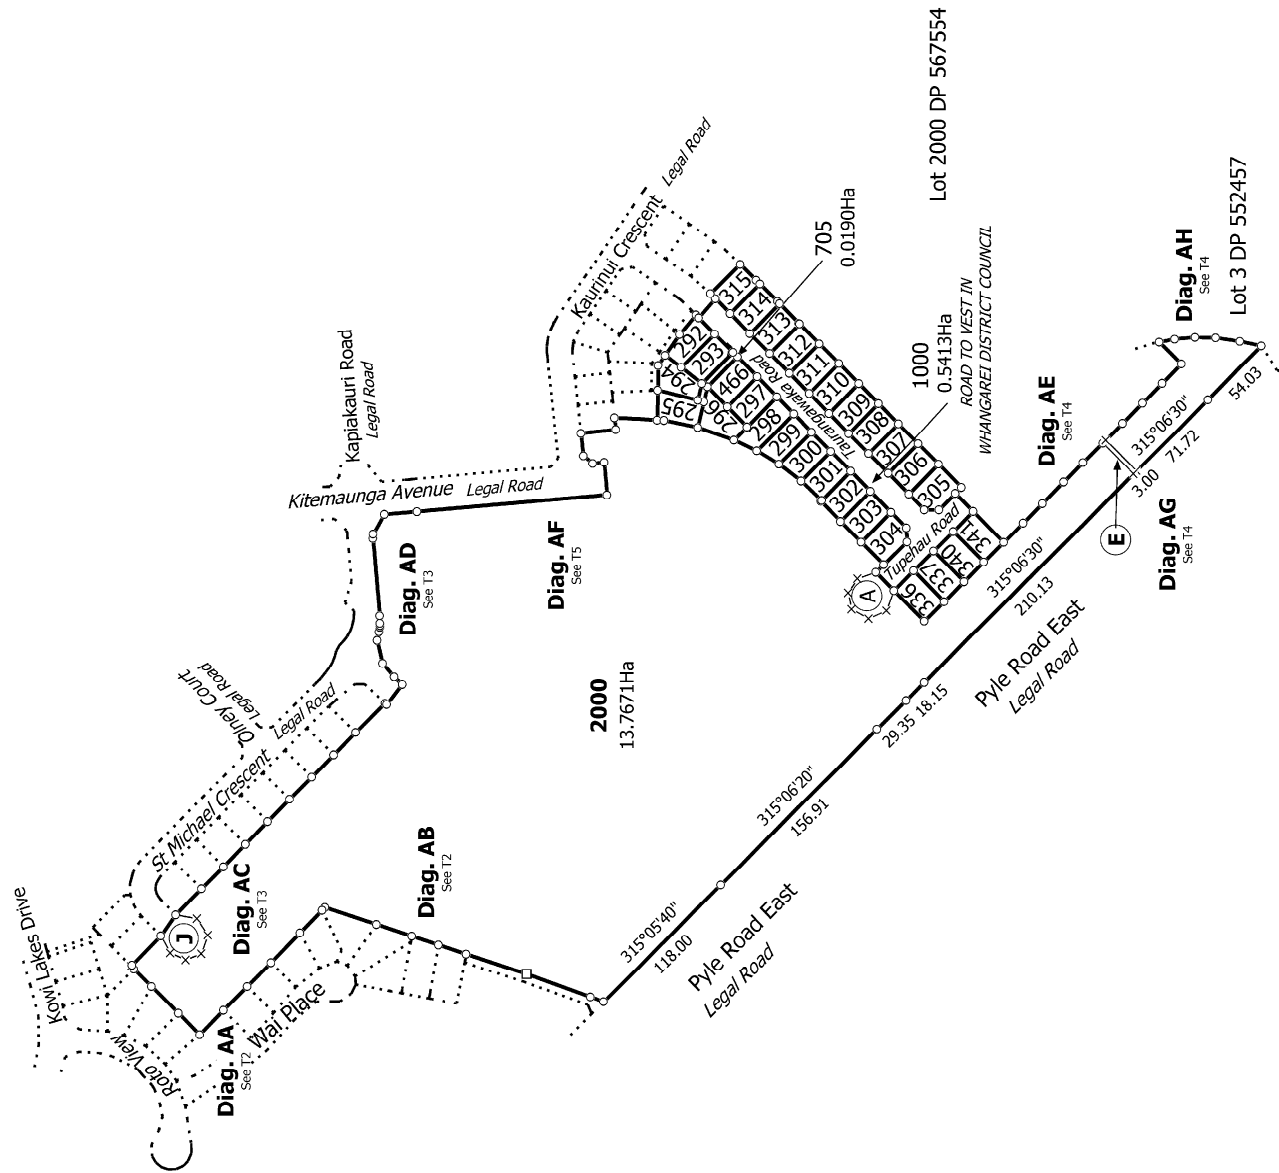 Kowi Lakes Drive
Roto View
Wai Place
Diag. AA
See T2
J
Diag. AC
See T3
St Michael Crescent
Legal Road
Olney Court
Legal Road
Diag. AB
See T2
Diag. AD
See T3
Kapiakauri Road
Legal Road
Kitemaunga Avenue
Legal Road
Diag. AF
See T5
Kaurinui Crescent
Legal Road
2000
13.7671Ha
292
293
294
295
296
466
297
298
299
300
301
302
303
304
315
314
313
312
311
310
309
308
307
306
305
Taurangawaka Road
Tupehau Road
A
336
337
340
341
705
0.0190Ha
1000
0.5413Ha
ROAD TO VEST IN
WHANGAREI DISTRICT COUNCIL
Lot 2000 DP 567554
Diag. AE
See T4
Diag. AH
See T4
Lot 3 DP 552457
315°05'40"
118.00
Pyle Road East
Legal Road
315°06'20"
156.91
29.35
18.15
315°06'30"
210.13
Pyle Road East
Legal Road
E
Diag. AG
See T4
3.00
315°06'30"
71.72
54.03